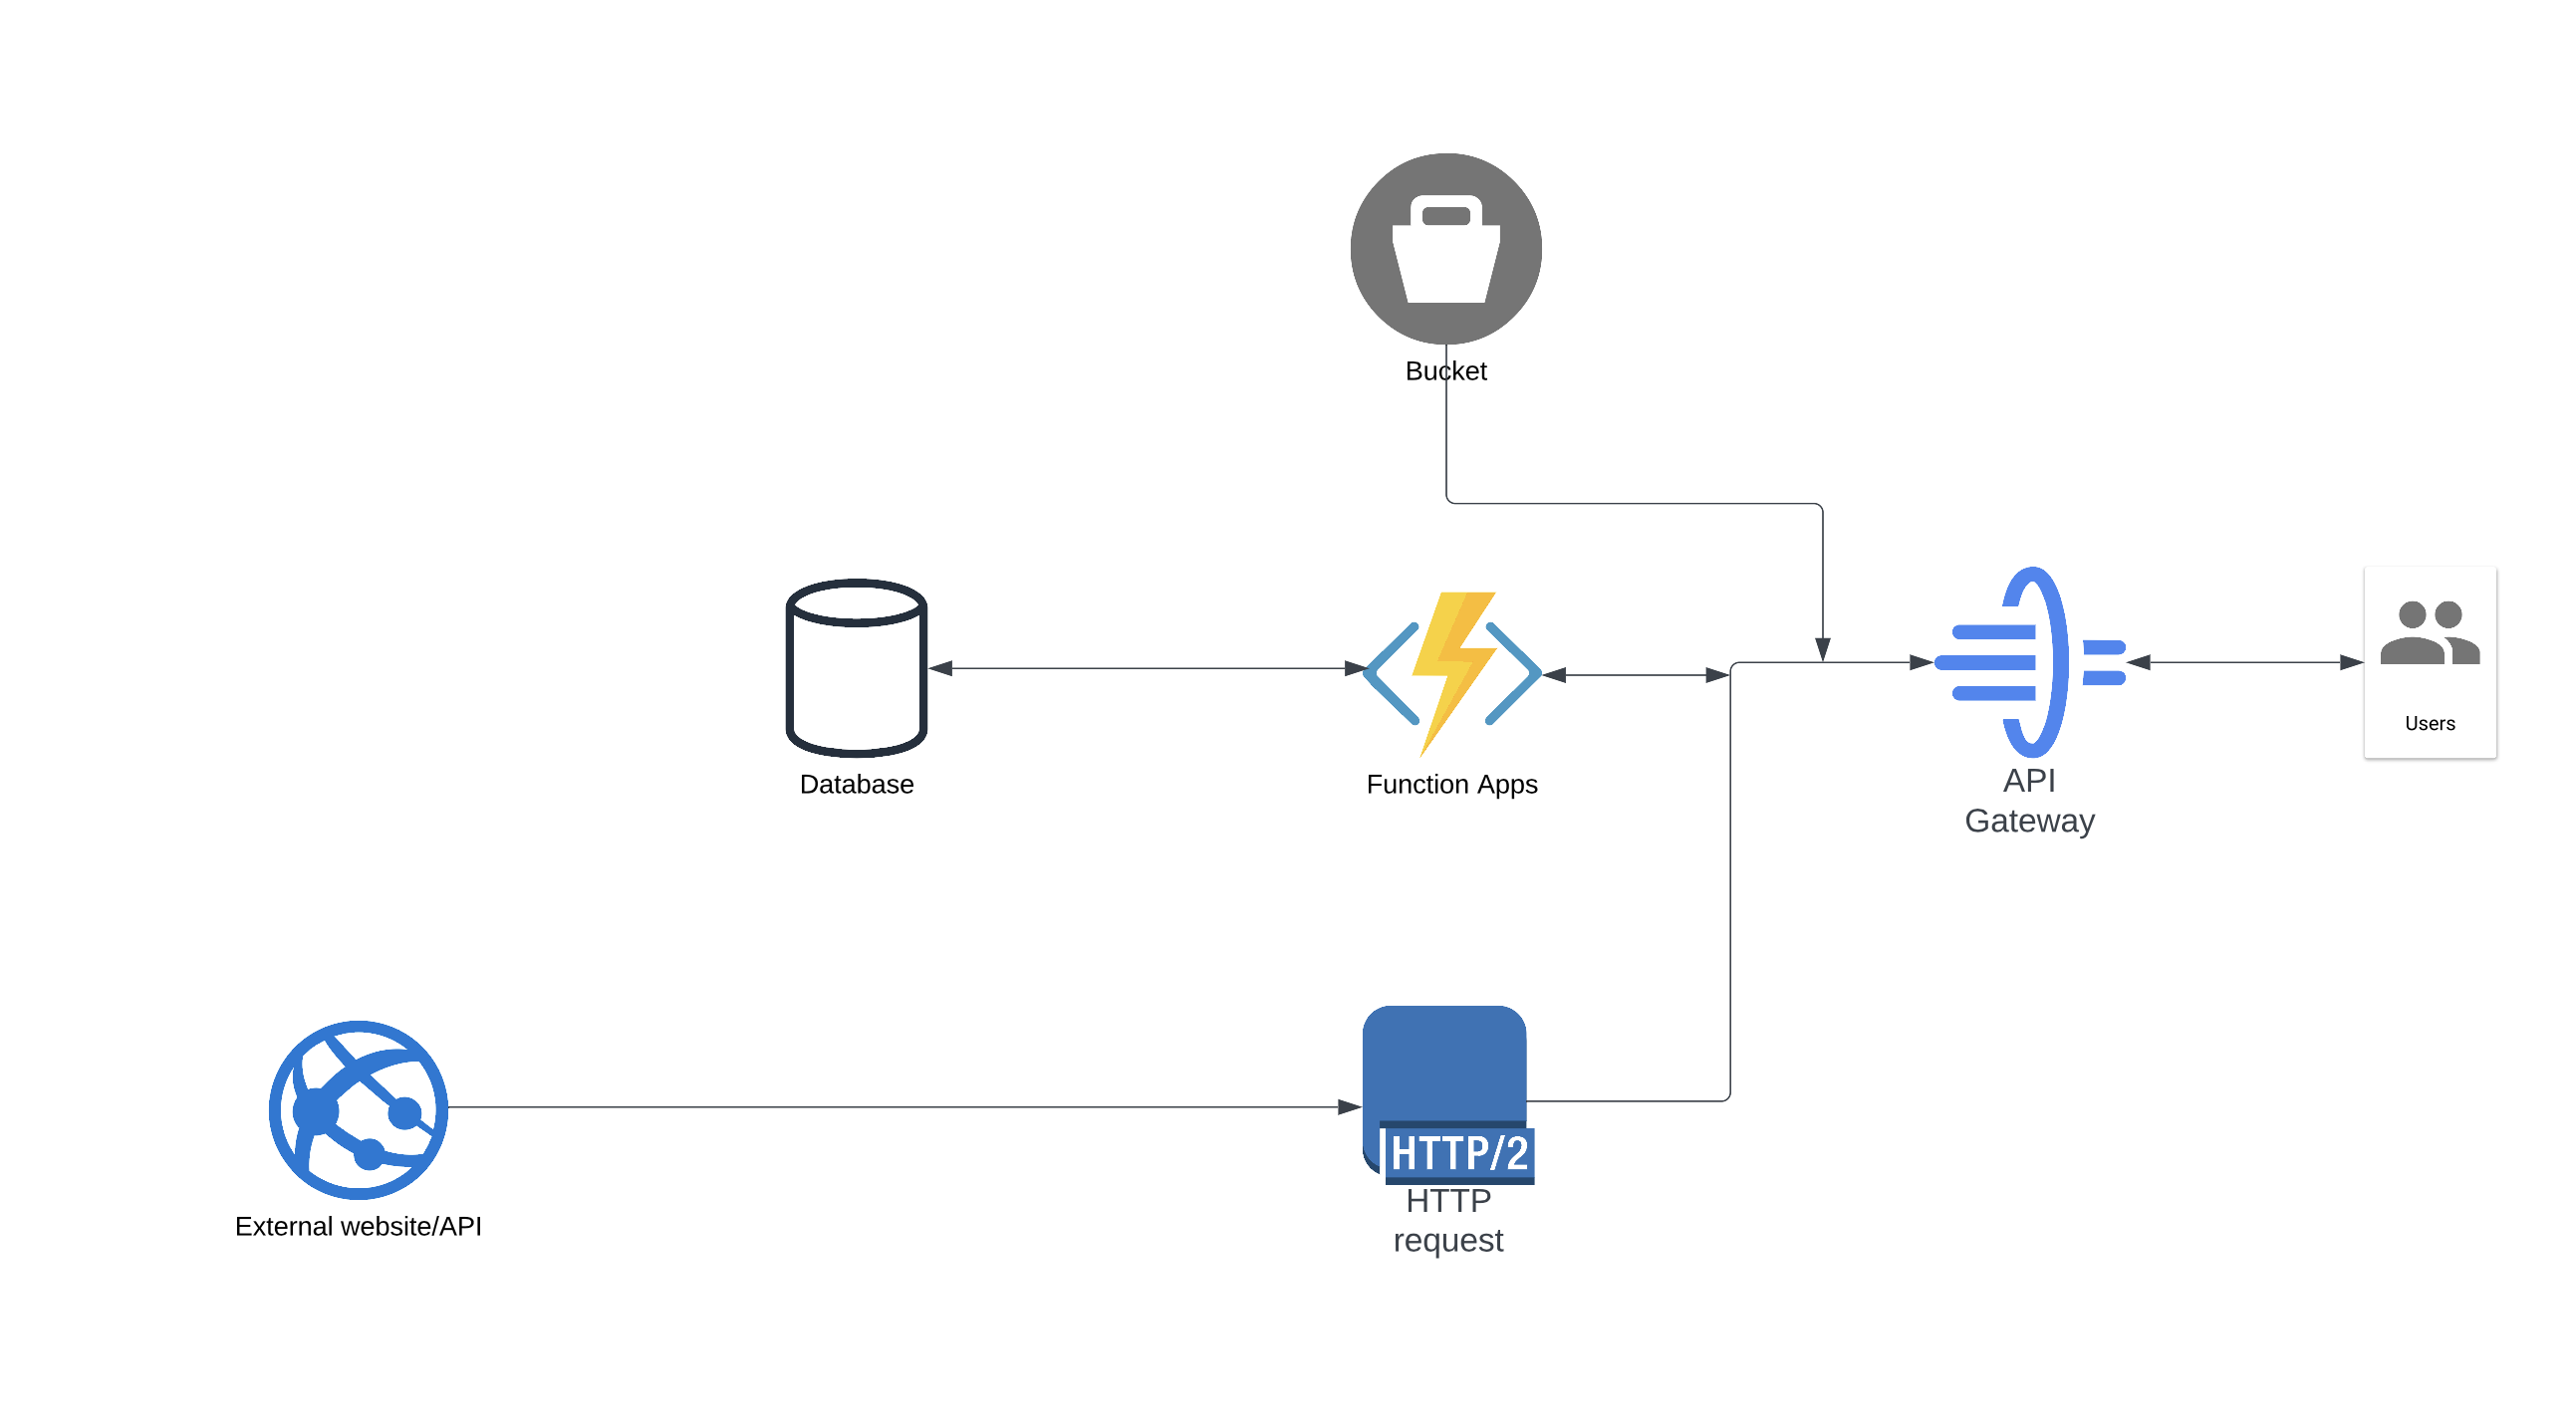 Bucket
Database
Function Apps
API
Gateway
Users
External website/API
HTTP/2
HTTP
request